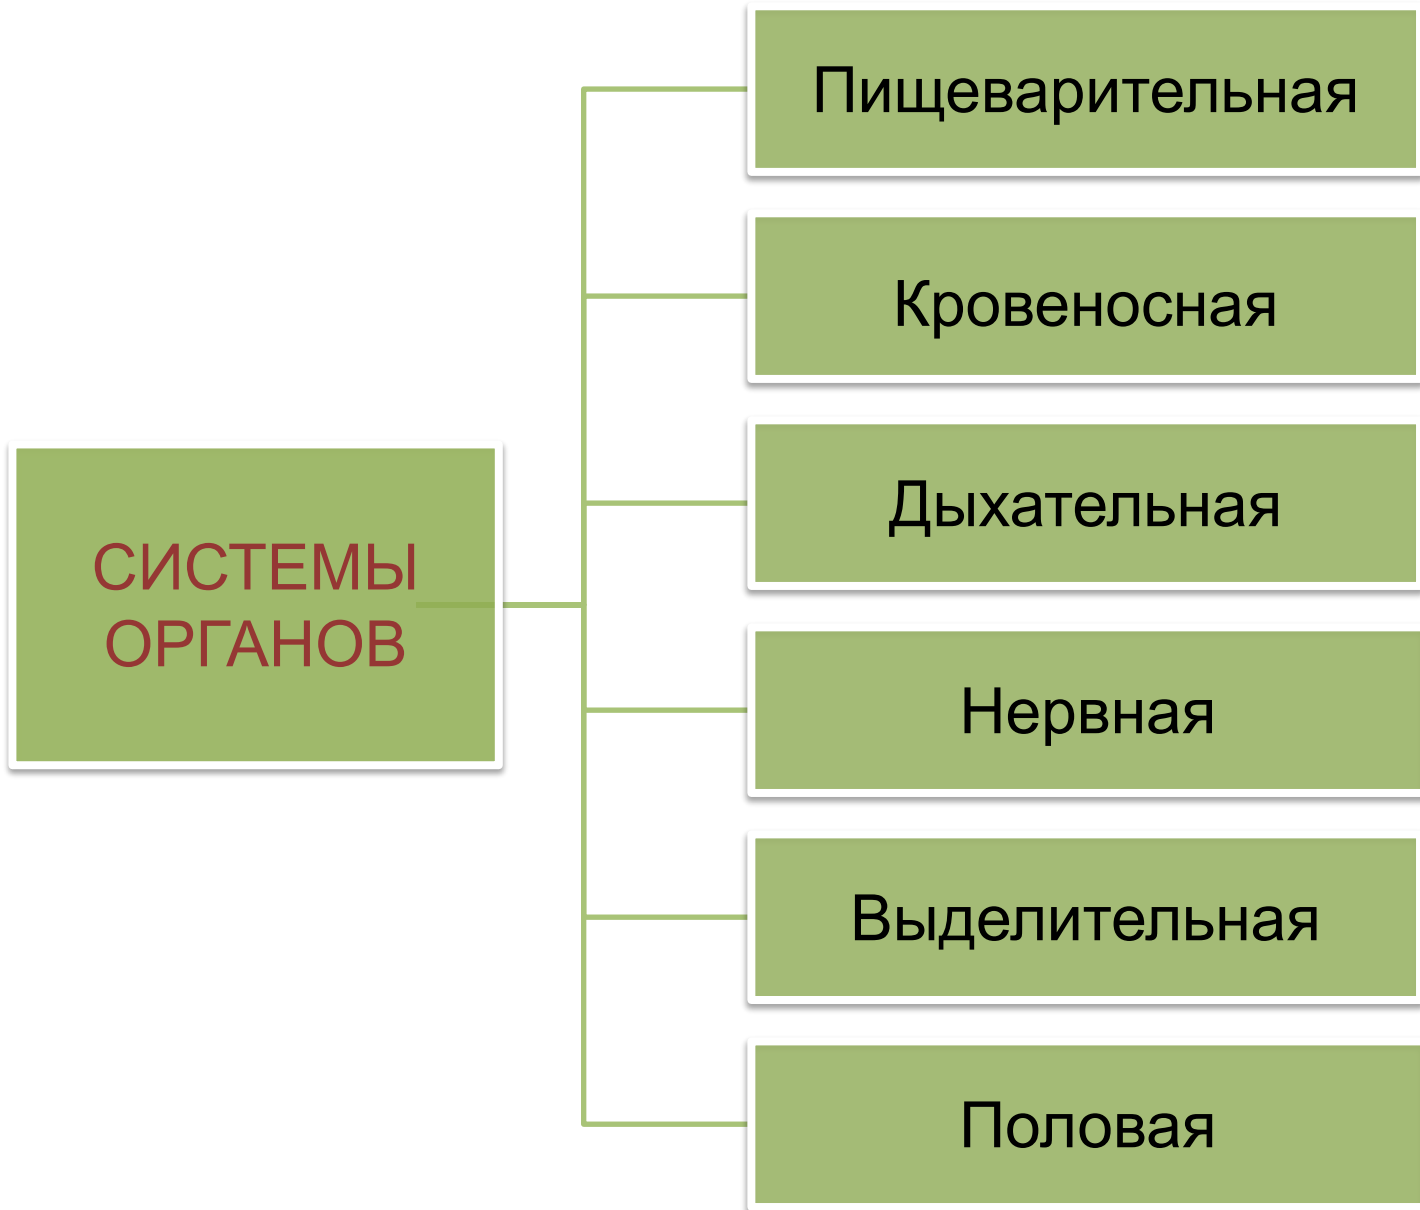 СИСТЕМЫ
ОРГАНОВ
Пищеварительная
Кровеносная
Дыхательная
Нервная
Выделительная
Половая